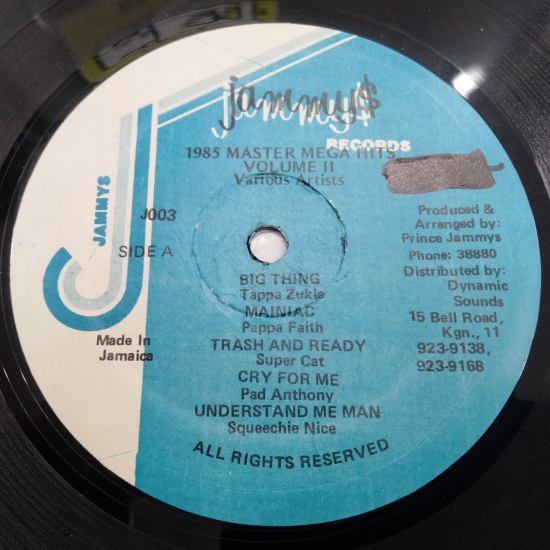 jammy$
jammy$
RECORDS
1985 MASTER MEGA HITS
VOLUME II
Various Artists
JAMMYS
J003
SIDE A
Made In
Jamaica
BIG THING
Tappa Zukie
MAINIAC
Pappa Faith
TRASH AND READY
Super Cat
CRY FOR ME
Pad Anthony
UNDERSTAND ME MAN
Squeechie Nice
Produced &
Arranged by:
Prince Jammys
Phone: 38880
Distributed by:
Dynamic
Sounds
15 Bell Road,
Kgn., 11
923-9138,
923-9168
ALL RIGHTS RESERVED